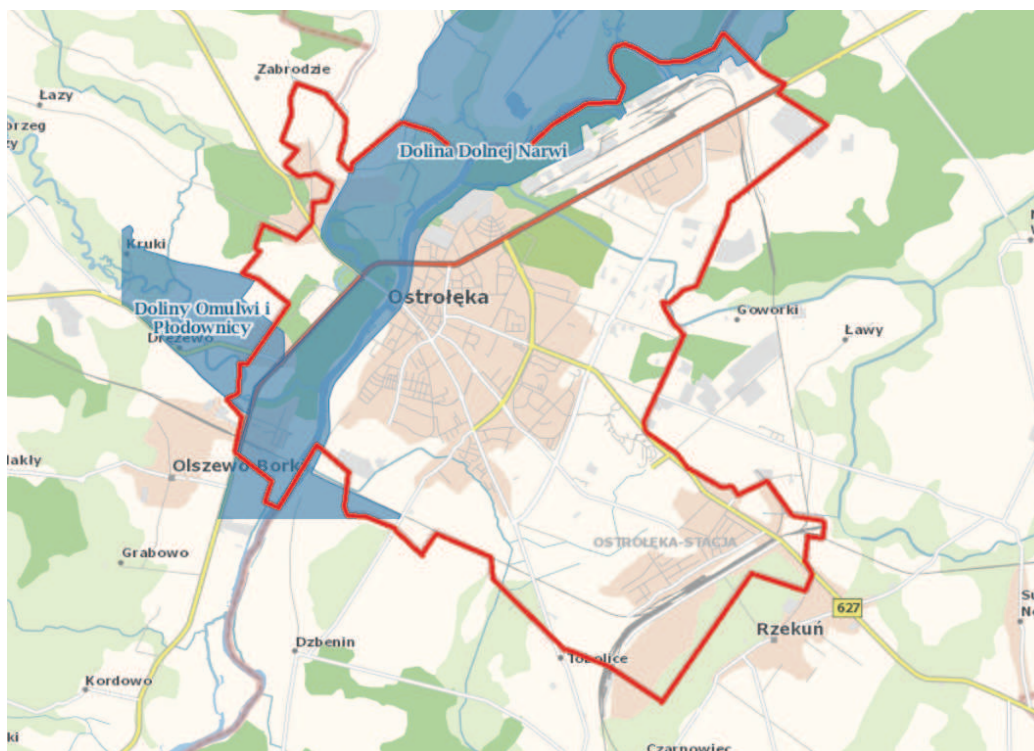 Zabrodzie
Łazy
Dolina Dolnej Narwi
Kruki
Ostrołęka
Doliny Omulwi i
Płodownicy
Drężewo
Goworki
Ławy
Olszewo-Borki
Grabowo
OSTROŁĘKA-STACJA
627
Rzekuń
Dzbenin
Tobolice
Kordowo
Czarnowiec